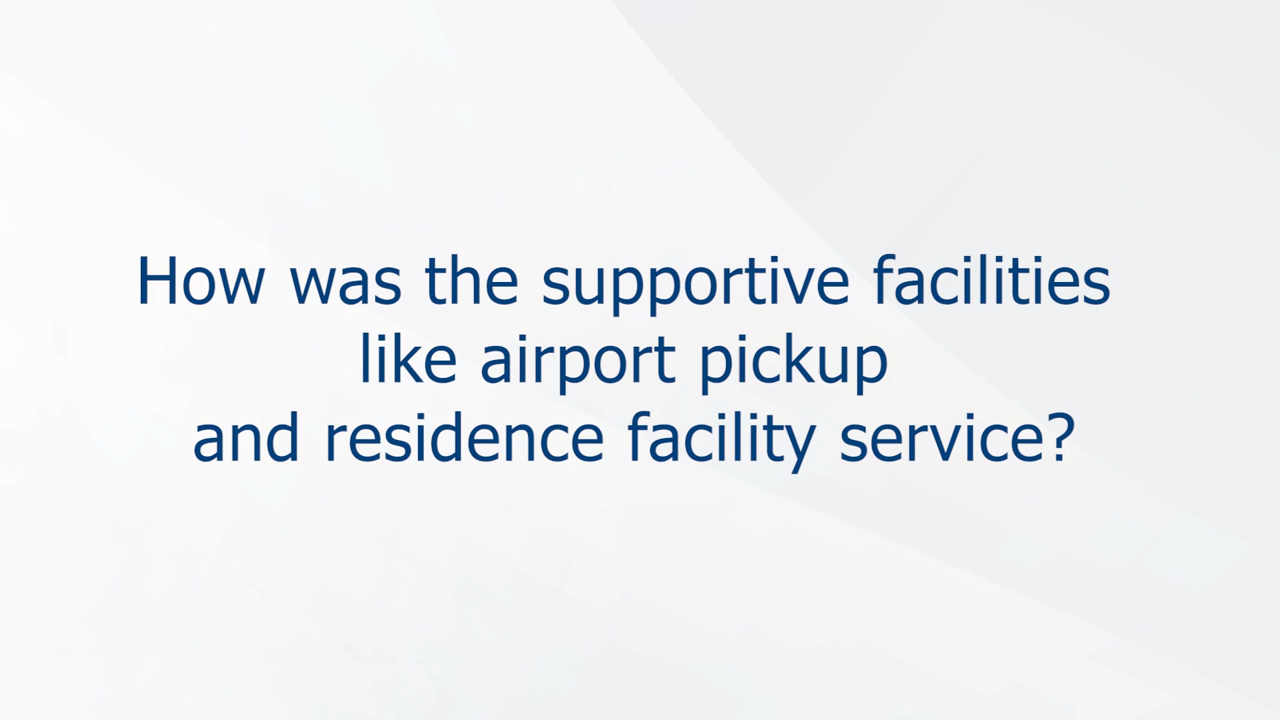 How was the supportive facilities
like airport pickup
and residence facility service?